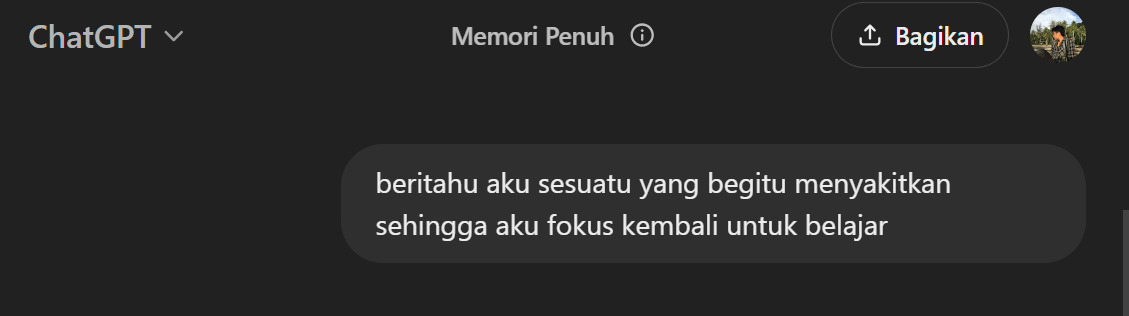 ChatGPT
Memori Penuh
Bagikan
beritahu aku sesuatu yang begitu menyakitkan
sehingga aku fokus kembali untuk belajar